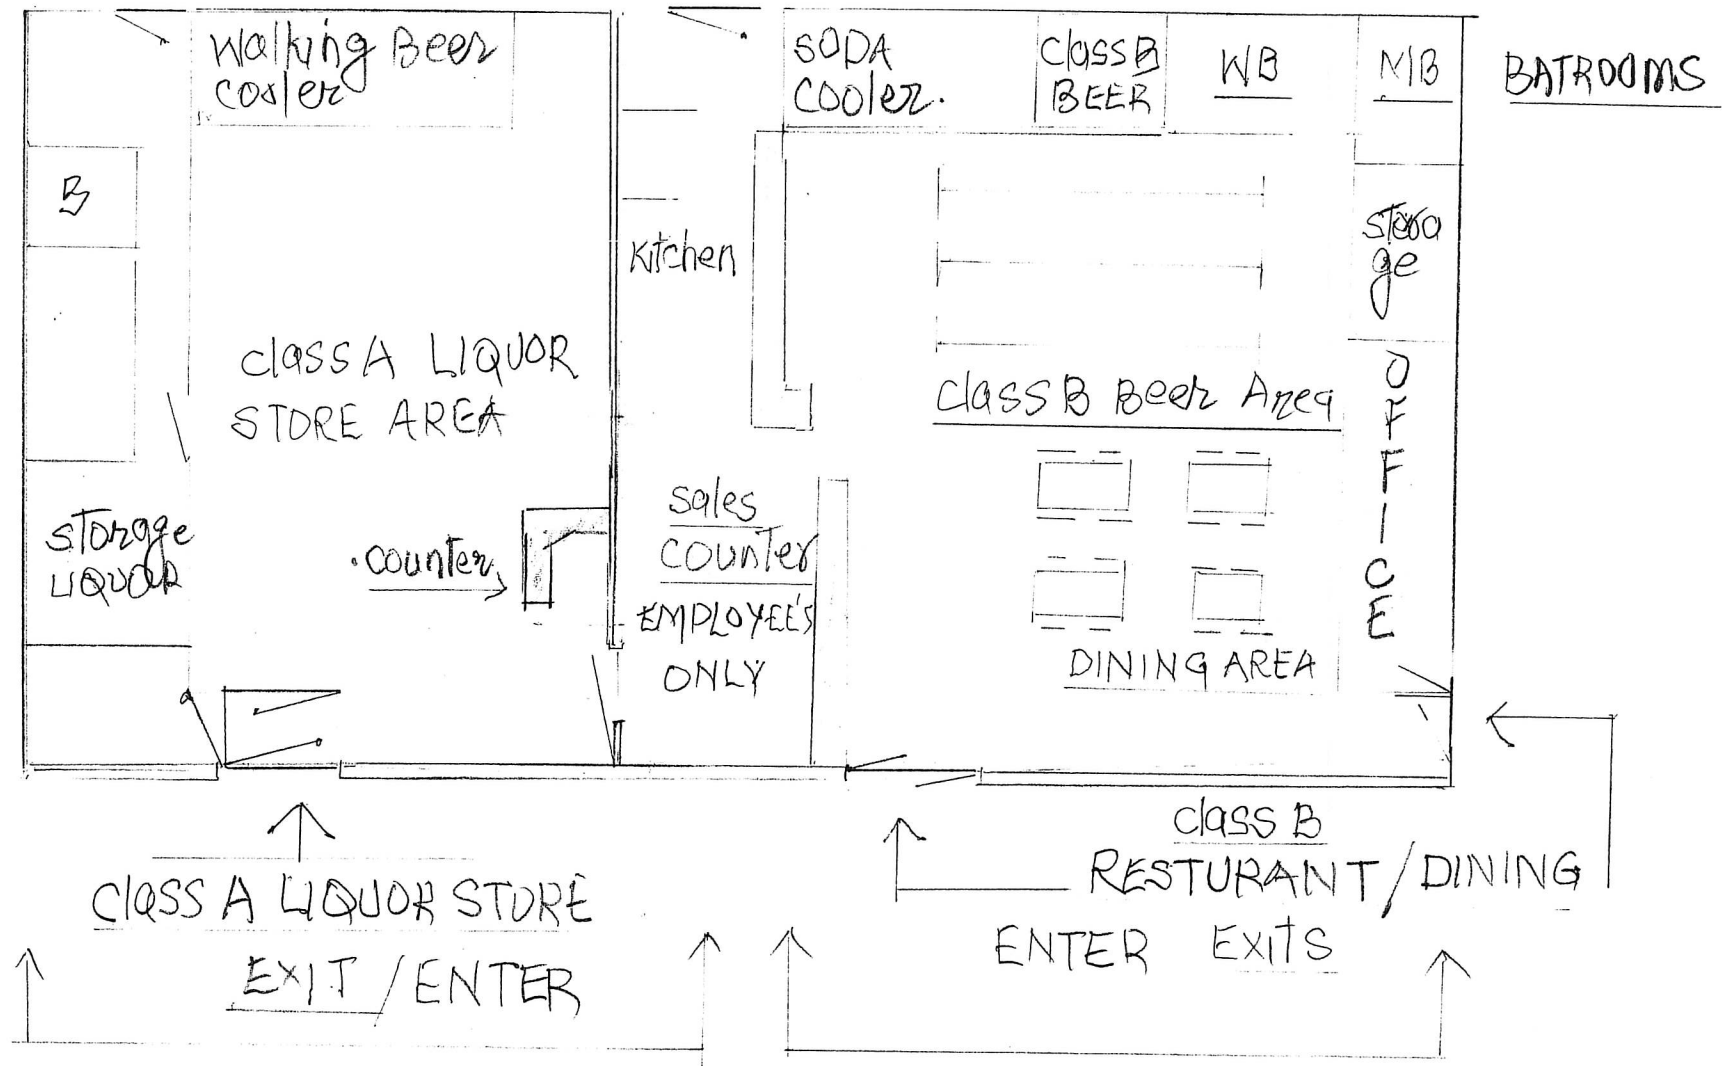 Walking Beer
Cooler
SODA
Cooler.
Class B
BEER
WB
MB
BATROOMS
B
Kitchen
Stora
ge
Class A LIQUOR
STORE AREA
Class B Beer Area
OFFICE
Storage
LIQUOR
Counter
Sales
Counter
EMPLOYEE'S
ONLY
DINING AREA
Class A LIQUOR STORE
EXIT / ENTER
Class B
RESTURANT / DINING
ENTER EXITS